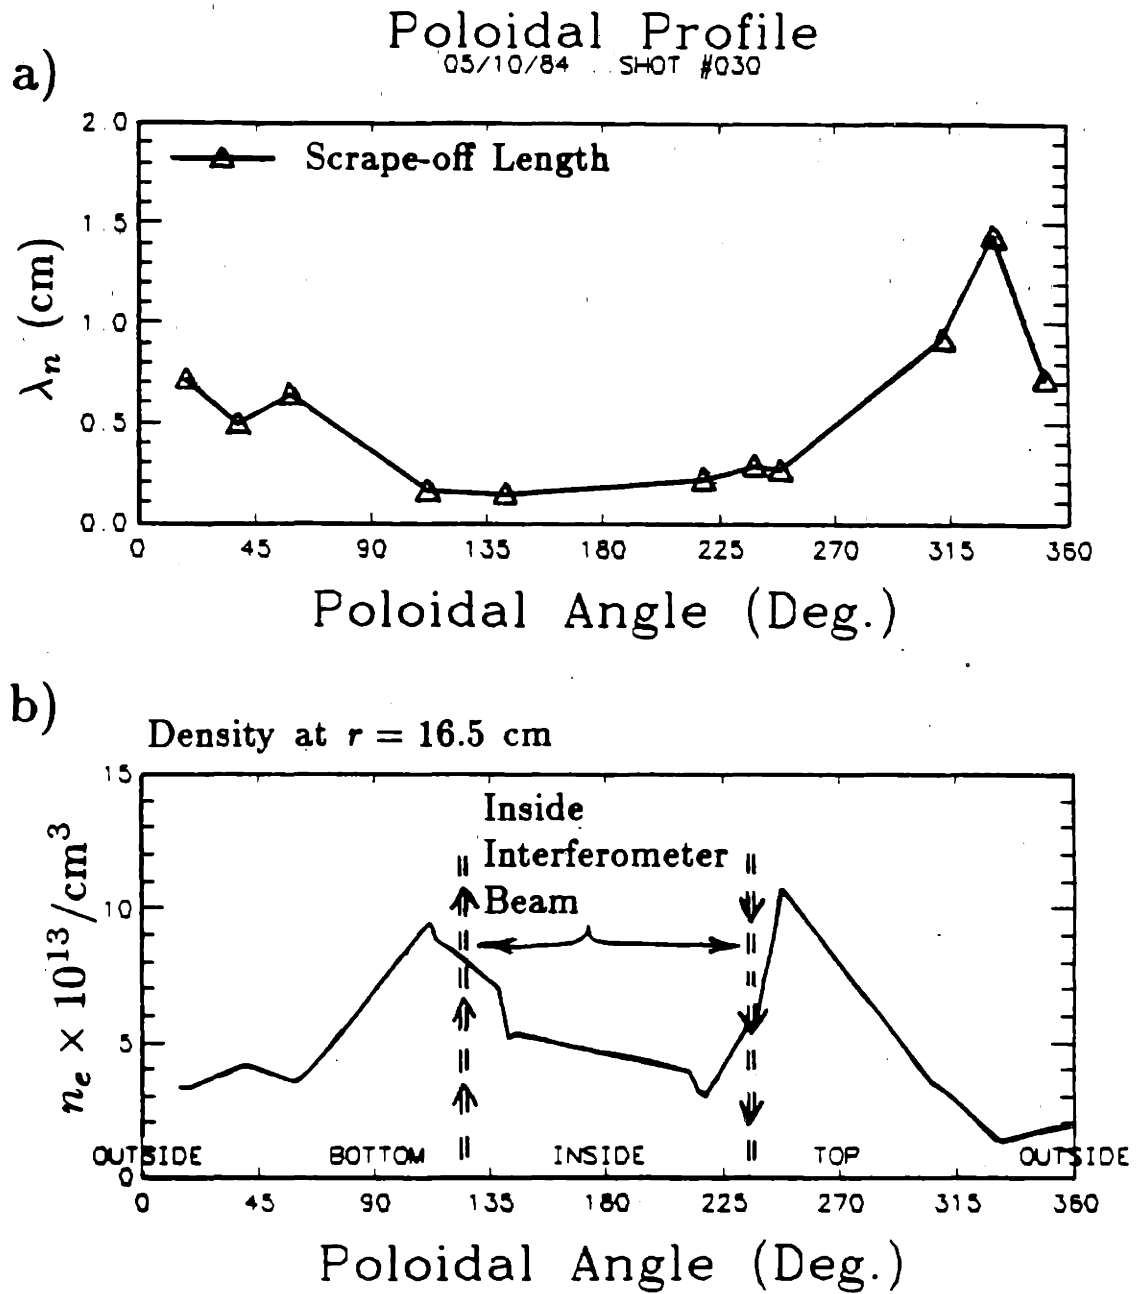 Poloidal Profile
05/10/84 SHOT #030
a)
2.0
Scrape-off Length
1.5
1.0
0.5
0.0
λn (cm)
0 45 90 135 180 225 270 315 360
Poloidal Angle (Deg.)
b)
Density at r = 16.5 cm
15
Inside
Interferometer
Beam
10
5
0
ne × 10^13/cm^3
OUTSIDE BOTTOM INSIDE TOP OUTSIDE
0 45 90 135 180 225 270 315 360
Poloidal Angle (Deg.)